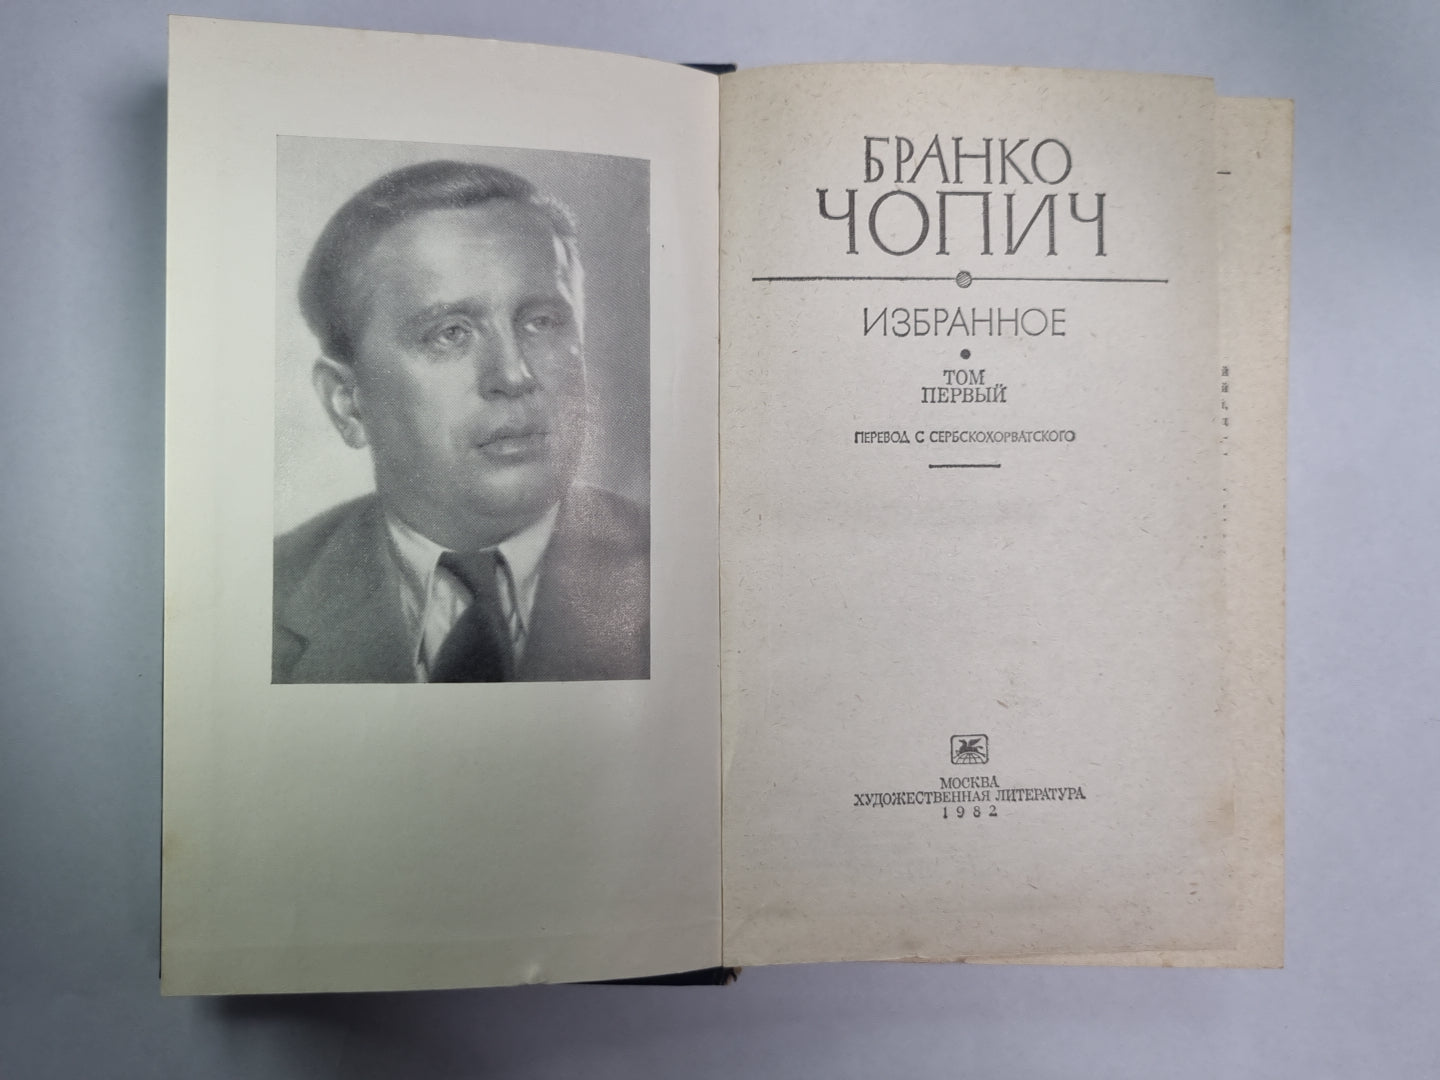 БРАНКО
ЧОПИЧ
ИЗБРАННОЕ
ТОМ
ПЕРВЫЙ
ПЕРЕВОД С СЕРБСКОХОРВАТСКОГО
МОСКВА
ХУДОЖЕСТВЕННАЯ ЛИТЕРАТУРА
1982